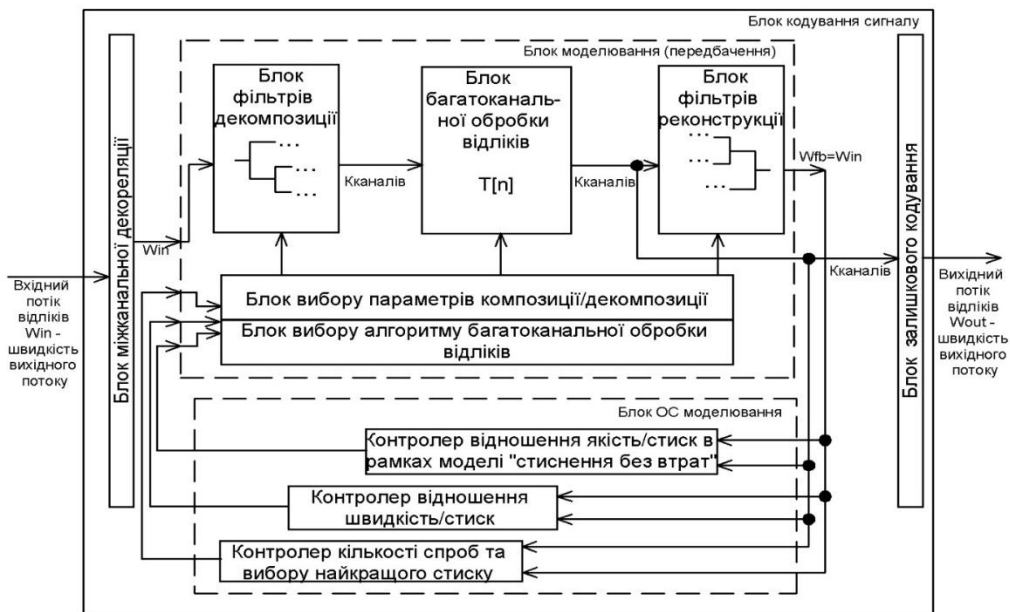 Блок кодування сигналу
Блок моделювання (передбачення)
Блок міжканальної декореляції
Блок
фільтрів
декомпозиції
...
...
...
Блок
багатоканаль-
ної обробки
відліків
T[n]
Блок
фільтрів
реконструкції
...
...
...
Wfb=Win
Кканалів
Кканалів
Win
Кканалів
Вхідний
потік
відліків
Win -
швидкість
вихідного
потоку
Блок вибору параметрів композиції/декомпозиції
Блок вибору алгоритму багатоканальної обробки
відліків
Блок залишкового кодування
Вихідний
потік
відліків
Wout -
швидкість
вихідного
потоку
Блок ОС моделювання
Контролер відношення якість/стиск в
рамках моделі "стиснення без втрат"
Контролер відношення
швидкість/стиск
Контролер кількості спроб та
вибору найкращого стиску